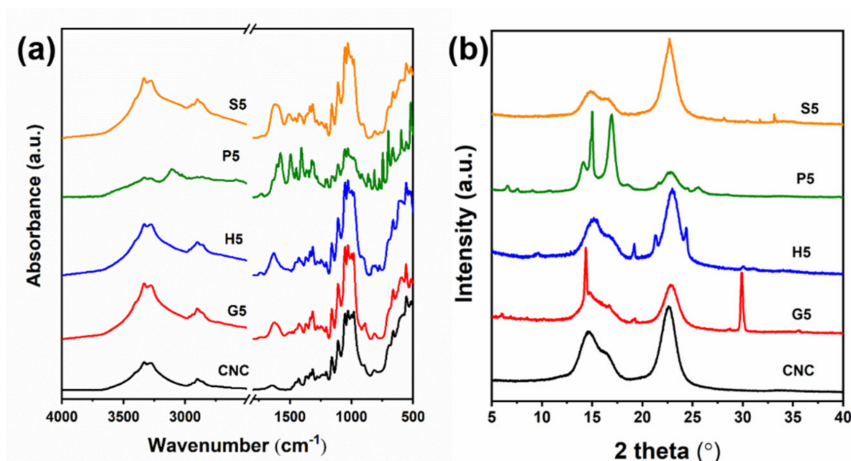 (a)
S5
P5
H5
G5
CNC
Absorbance (a.u.)
4000 3000 1500 1000 500
Wavenumber (cm-1)
(b)
S5
P5
H5
G5
CNC
Intensity (a.u.)
5 10 15 20 25 30 35 40
2 theta (°)